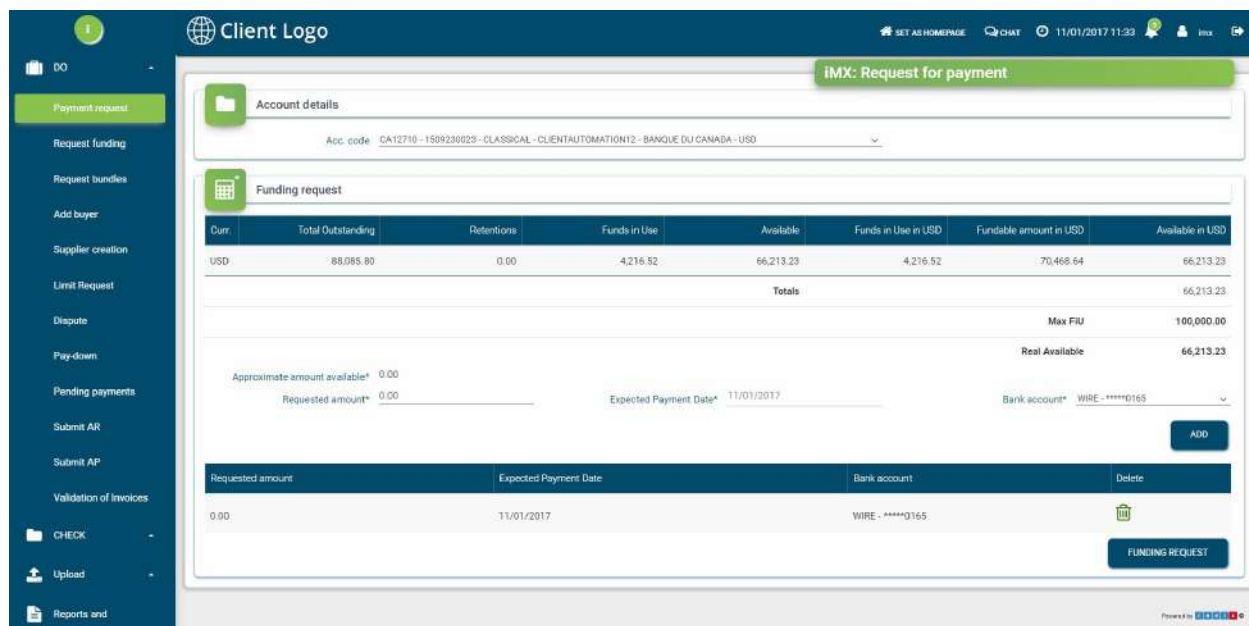 i
Client Logo
SET AS HOMEPAGE CHAT 11/01/2017 11:33 imx
DO
Payment request
Request funding
Request bundles
Add buyer
Supplier creation
Limit Request
Dispute
Pay-down
Pending payments
Submit AR
Submit AP
Validation of Invoices
CHECK
Upload
Reports and
iMX: Request for payment
Account details
Acc. code CA12710 - 1509230023 - CLASSICAL - CLIENTAUTOMATION12 - BANQUE DU CANADA - USD
Funding request
Curr. Total Outstanding Retentions Funds in Use Available Funds in Use in USD Fundable amount in USD Available in USD
USD 88,085.80 0.00 4,216.52 66,213.23 4,216.52 70,468.64 66,213.23
Totals 66,213.23
Max FiU 100,000.00
Real Available 66,213.23
Approximate amount available* 0.00
Requested amount* 0.00 Expected Payment Date* 11/01/2017 Bank account* WIRE - *****0165
ADD
Requested amount Expected Payment Date Bank account Delete
0.00 11/01/2017 WIRE - *****0165
FUNDING REQUEST
Powered by